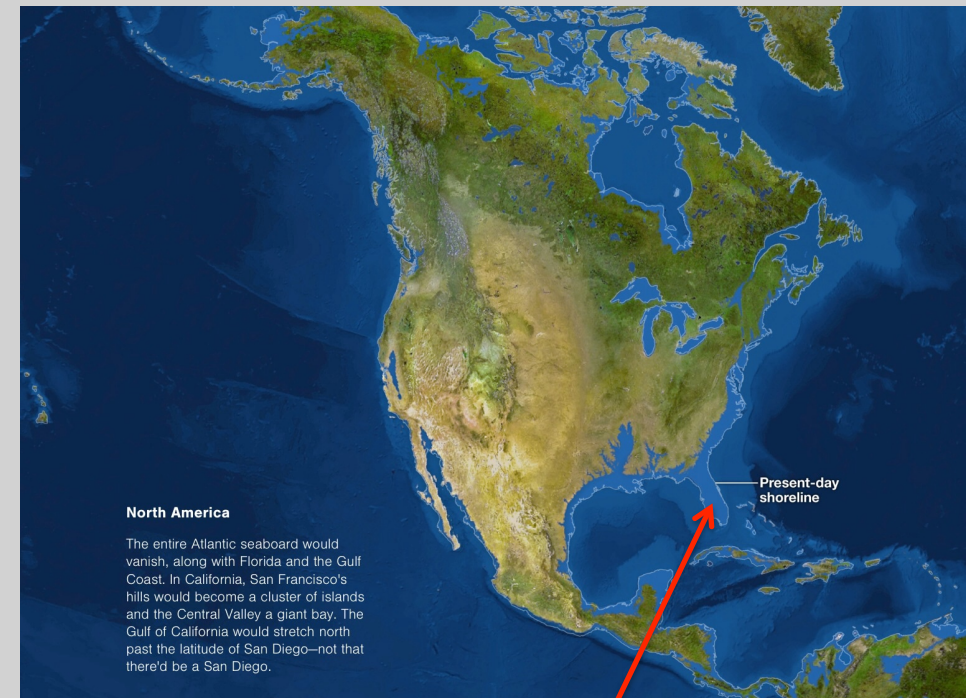 Present-day
shoreline
North America
The entire Atlantic seaboard would
vanish, along with Florida and the Gulf
Coast. In California, San Francisco's
hills would become a cluster of islands
and the Central Valley a giant bay. The
Gulf of California would stretch north
past the latitude of San Diego—not that
there'd be a San Diego.